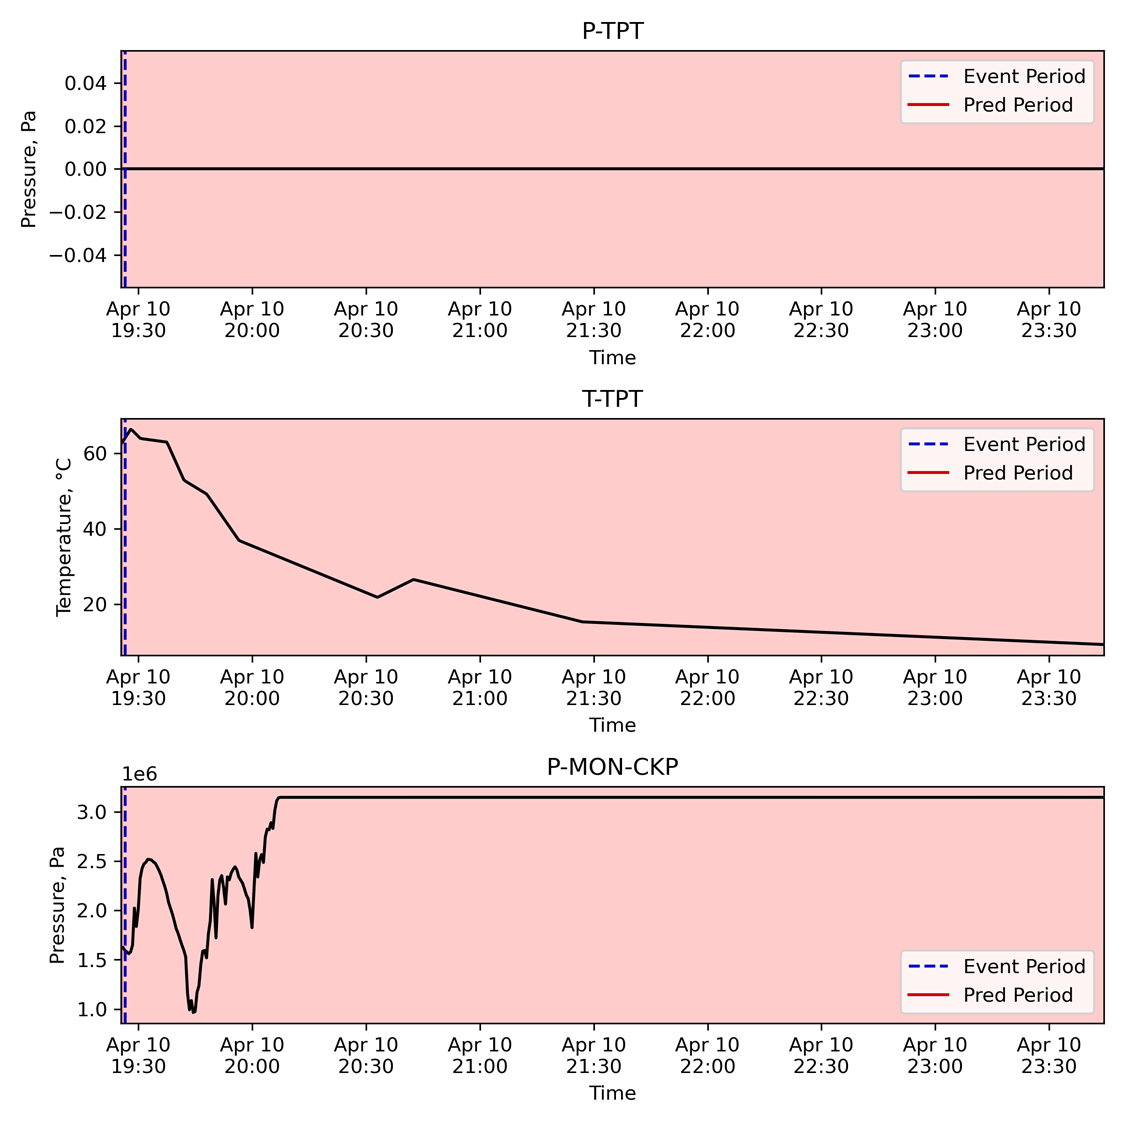 P-TPT
Pressure, Pa
0.04
0.02
0.00
−0.02
−0.04
Event Period
Pred Period
Apr 10 Apr 10 Apr 10 Apr 10 Apr 10 Apr 10 Apr 10 Apr 10 Apr 10
19:30 20:00 20:30 21:00 21:30 22:00 22:30 23:00 23:30
Time
T-TPT
Temperature, °C
60
40
20
Event Period
Pred Period
Apr 10 Apr 10 Apr 10 Apr 10 Apr 10 Apr 10 Apr 10 Apr 10 Apr 10
19:30 20:00 20:30 21:00 21:30 22:00 22:30 23:00 23:30
Time
P-MON-CKP
1e6
Pressure, Pa
3.0
2.5
2.0
1.5
1.0
Event Period
Pred Period
Apr 10 Apr 10 Apr 10 Apr 10 Apr 10 Apr 10 Apr 10 Apr 10 Apr 10
19:30 20:00 20:30 21:00 21:30 22:00 22:30 23:00 23:30
Time